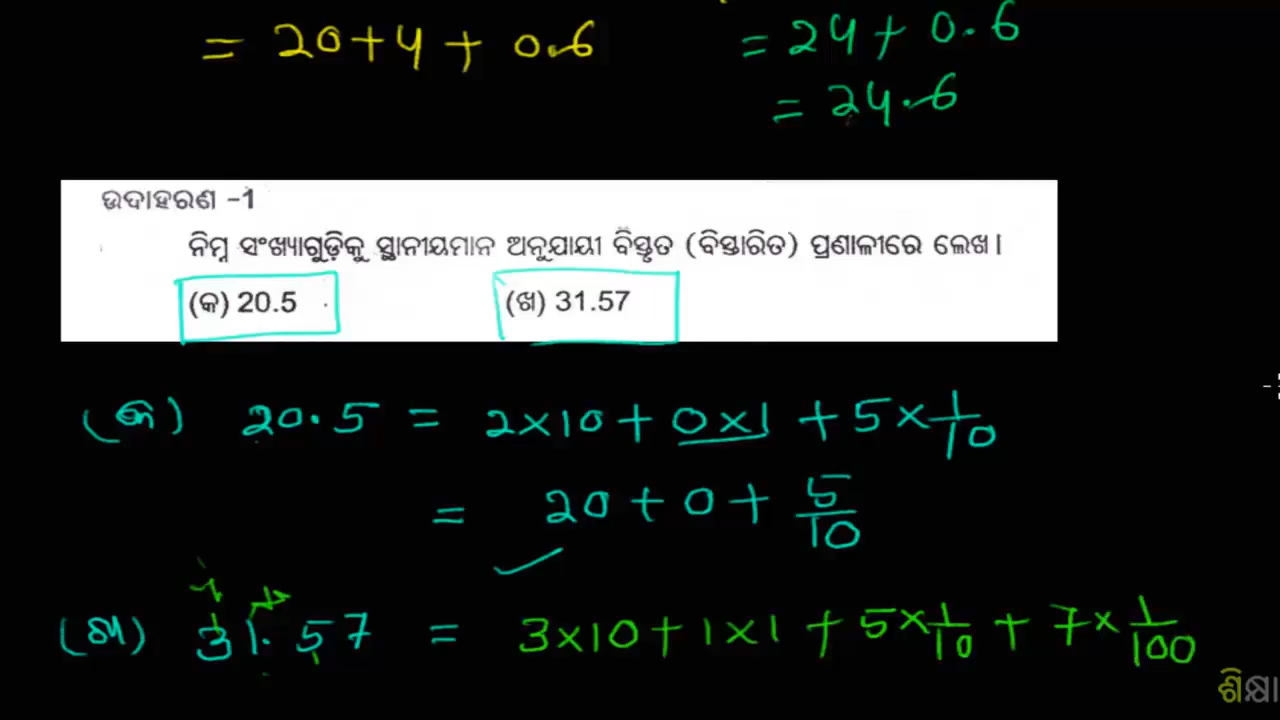 = 20+4+0.6
= 24+0.6
= 24.6
ଉଦାହରଣ -1
ନିମ୍ନ ସଂଖ୍ୟାଗୁଡ଼ିକୁ ସ୍ଥାନୀୟମାନ ଅନୁଯାୟୀ ବିସ୍ତୃତ (ବିସ୍ତାରିତ) ପ୍ରଣାଳୀରେ ଲେଖ।
(କ) 20.5 (ଖ) 31.57
(କ) 20.5 = 2×10+0×1+5×1/10
= 20+0+5/10
(ଖ) 31.57 = 3×10+1×1+5×1/10+7×1/100
ଶିକ୍ଷା